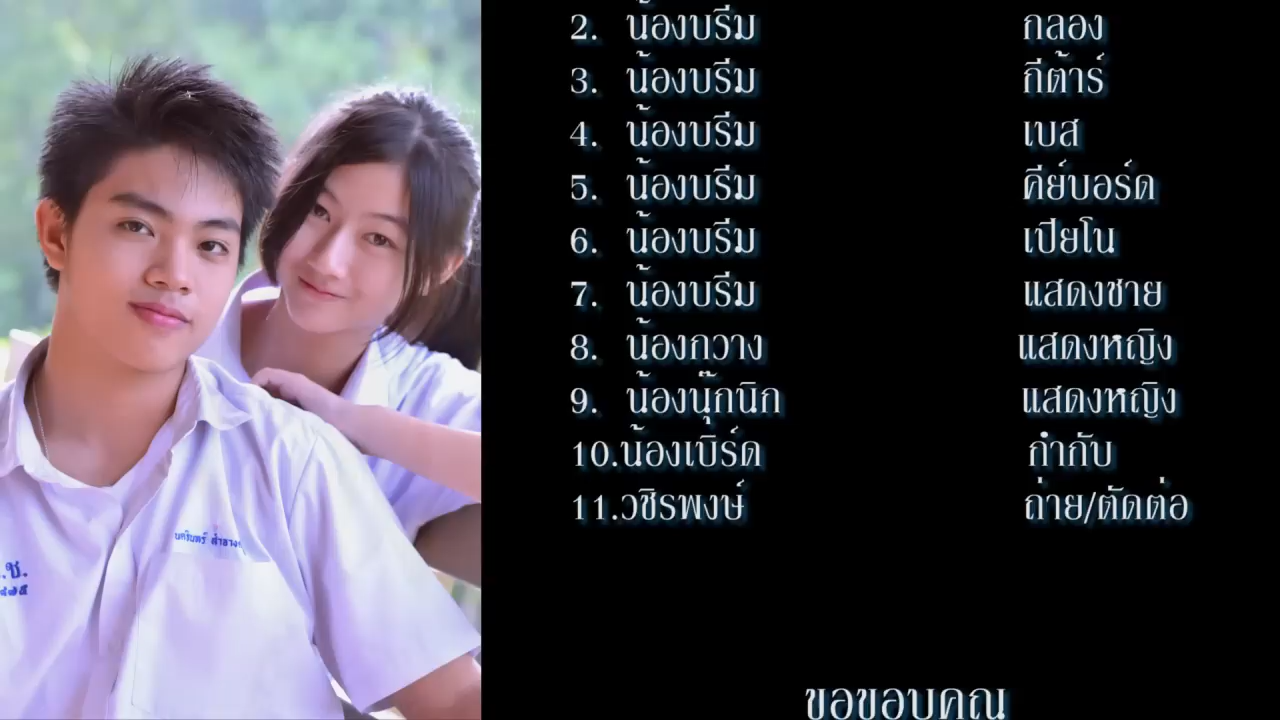 2. น้องบรีม กลอง
3. น้องบรีม กีต้าร์
4. น้องบรีม เบส
5. น้องบรีม คีย์บอร์ด
6. น้องบรีม เปียโน
7. น้องบรีม แสดงชาย
8. น้องกวาง แสดงหญิง
9. น้องนุ๊กนิก แสดงหญิง
10.น้องเบิร์ด กำกับ
11.วชิรพงษ์ ถ่าย/ตัดต่อ
นครินทร์
.ช.
ขอขอบคุณ